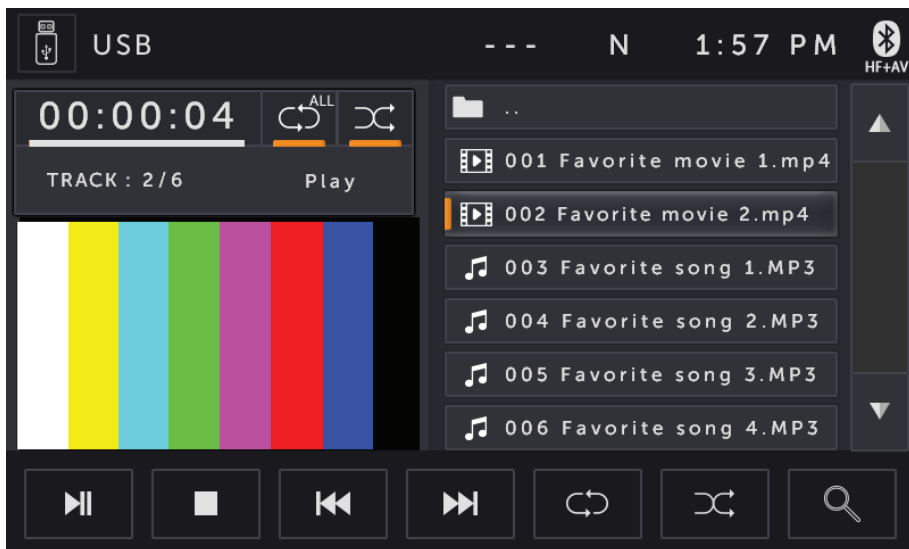 USB --- N 1:57 PM
HF+AV
00:00:04 ALL
TRACK : 2/6 Play
..
001 Favorite movie 1.mp4
002 Favorite movie 2.mp4
003 Favorite song 1.MP3
004 Favorite song 2.MP3
005 Favorite song 3.MP3
006 Favorite song 4.MP3